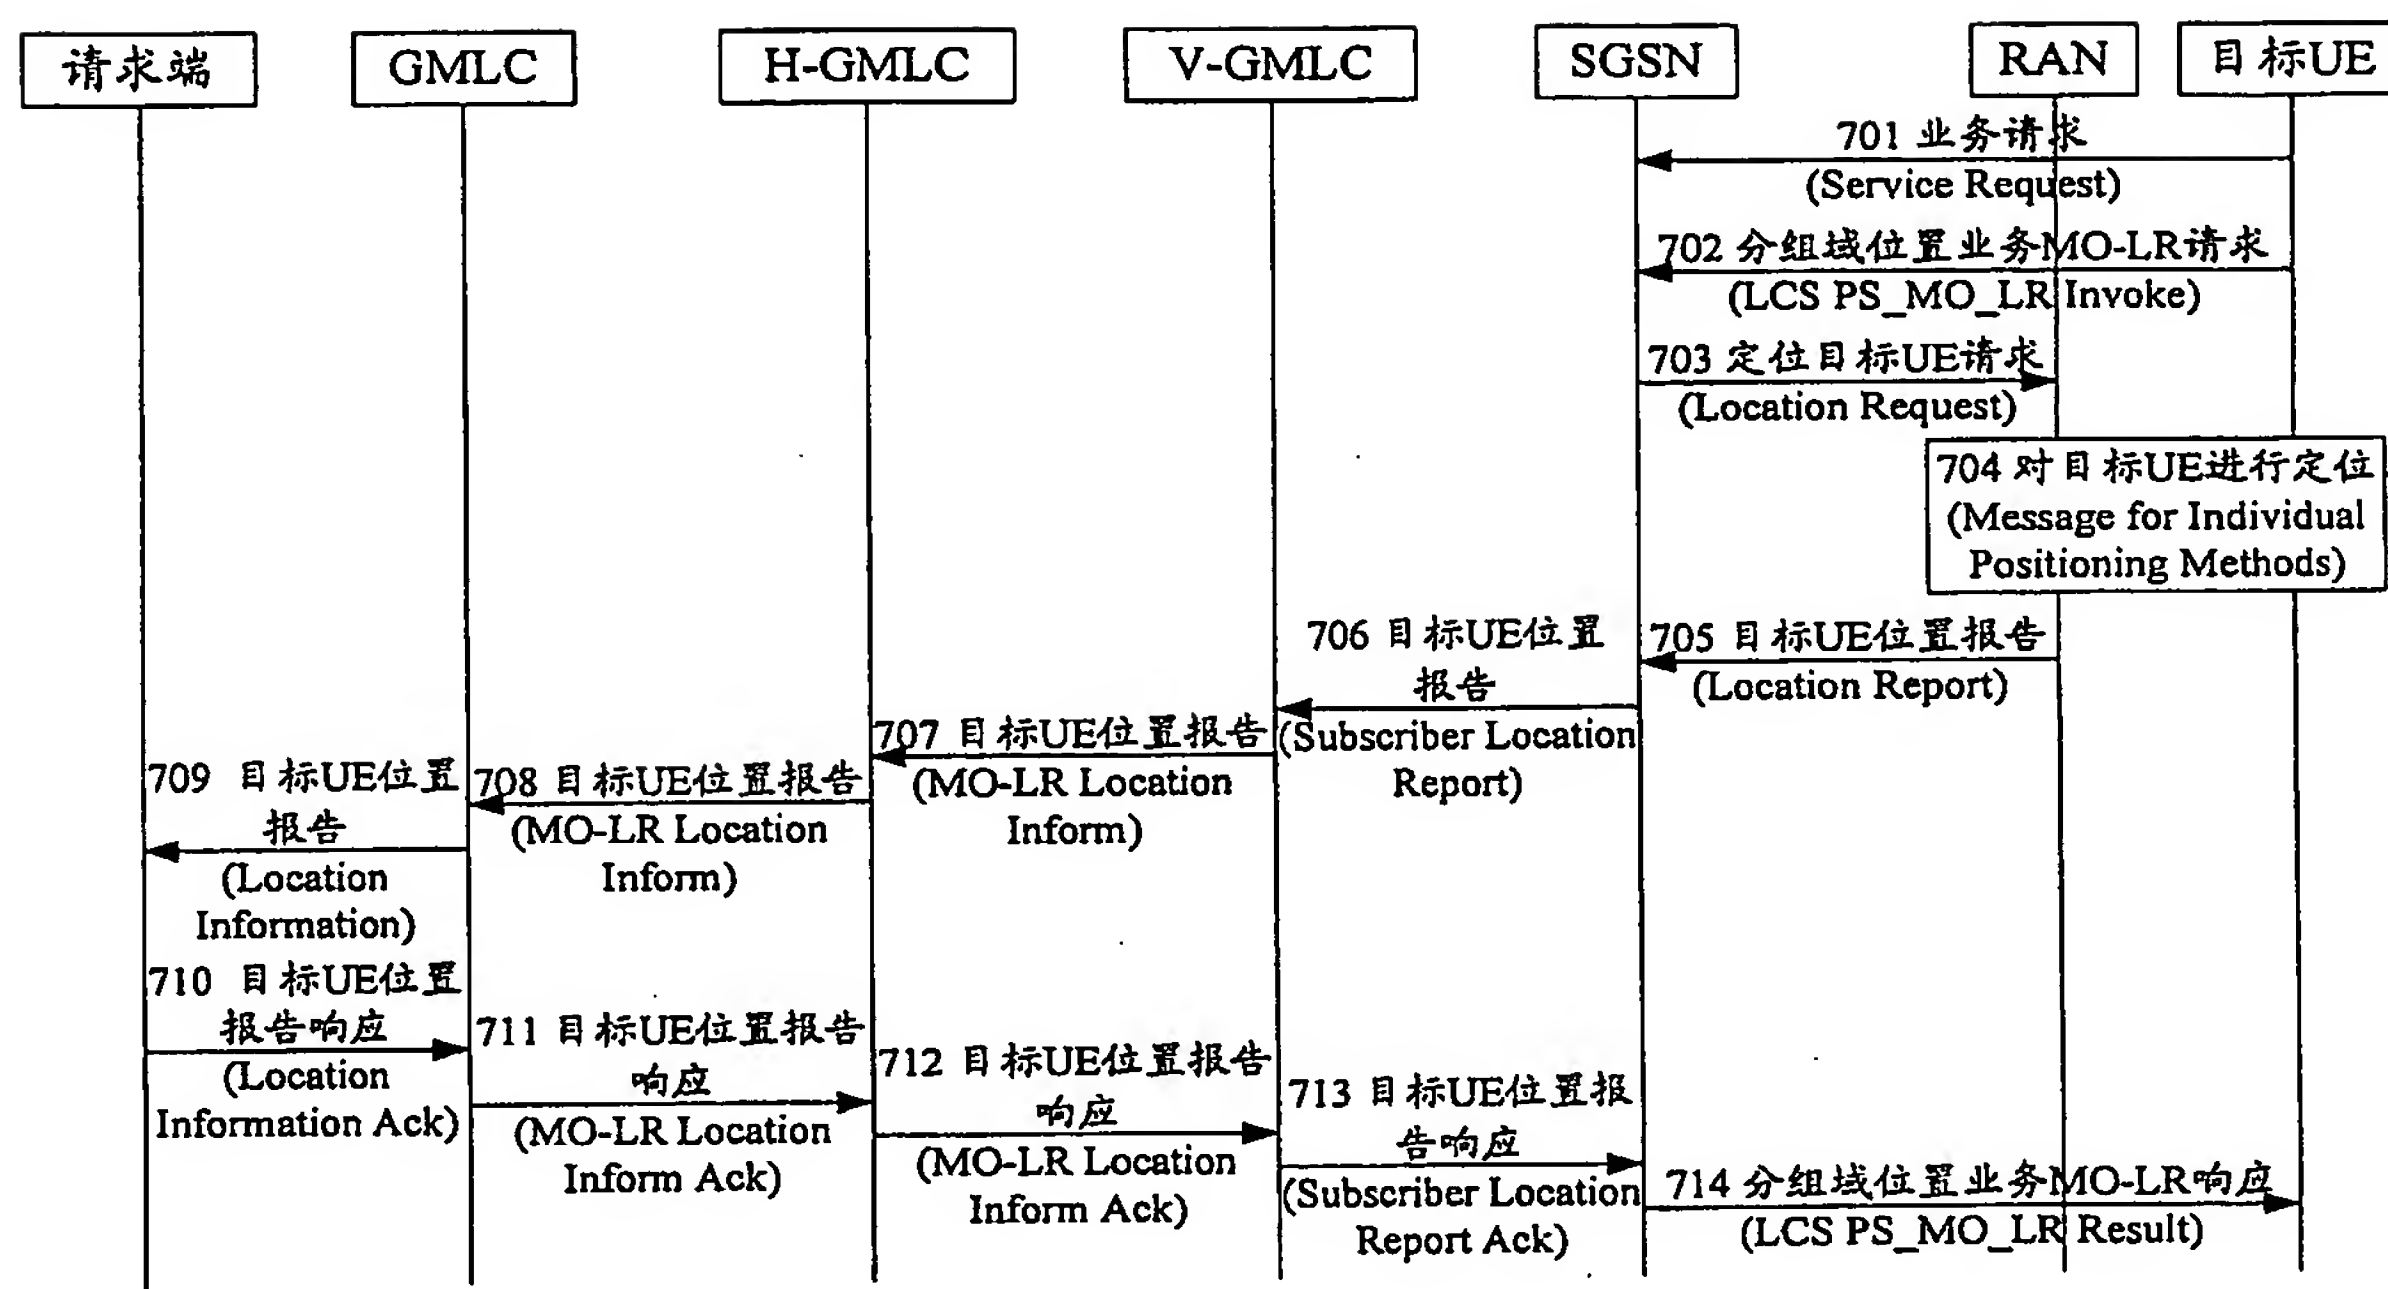 请求端
GMLC
H-GMLC
V-GMLC
SGSN
RAN
目标UE
701 业务请求
(Service Request)
702 分组域位置业务MO-LR请求
(LCS PS_MO_LR Invoke)
703 定位目标UE请求
(Location Request)
704 对目标UE进行定位
(Message for Individual
Positioning Methods)
705 目标UE位置报告
(Location Report)
706 目标UE位置
报告
(Subscriber Location
Report)
707 目标UE位置报告
(MO-LR Location
Inform)
708 目标UE位置报告
(MO-LR Location
Inform)
709 目标UE位置
报告
(Location
Information)
710 目标UE位置
报告响应
(Location
Information Ack)
711 目标UE位置报告
响应
(MO-LR Location
Inform Ack)
712 目标UE位置报告
响应
(MO-LR Location
Inform Ack)
713 目标UE位置报
告响应
(Subscriber Location
Report Ack)
714 分组域位置业务MO-LR响应
(LCS PS_MO_LR Result)